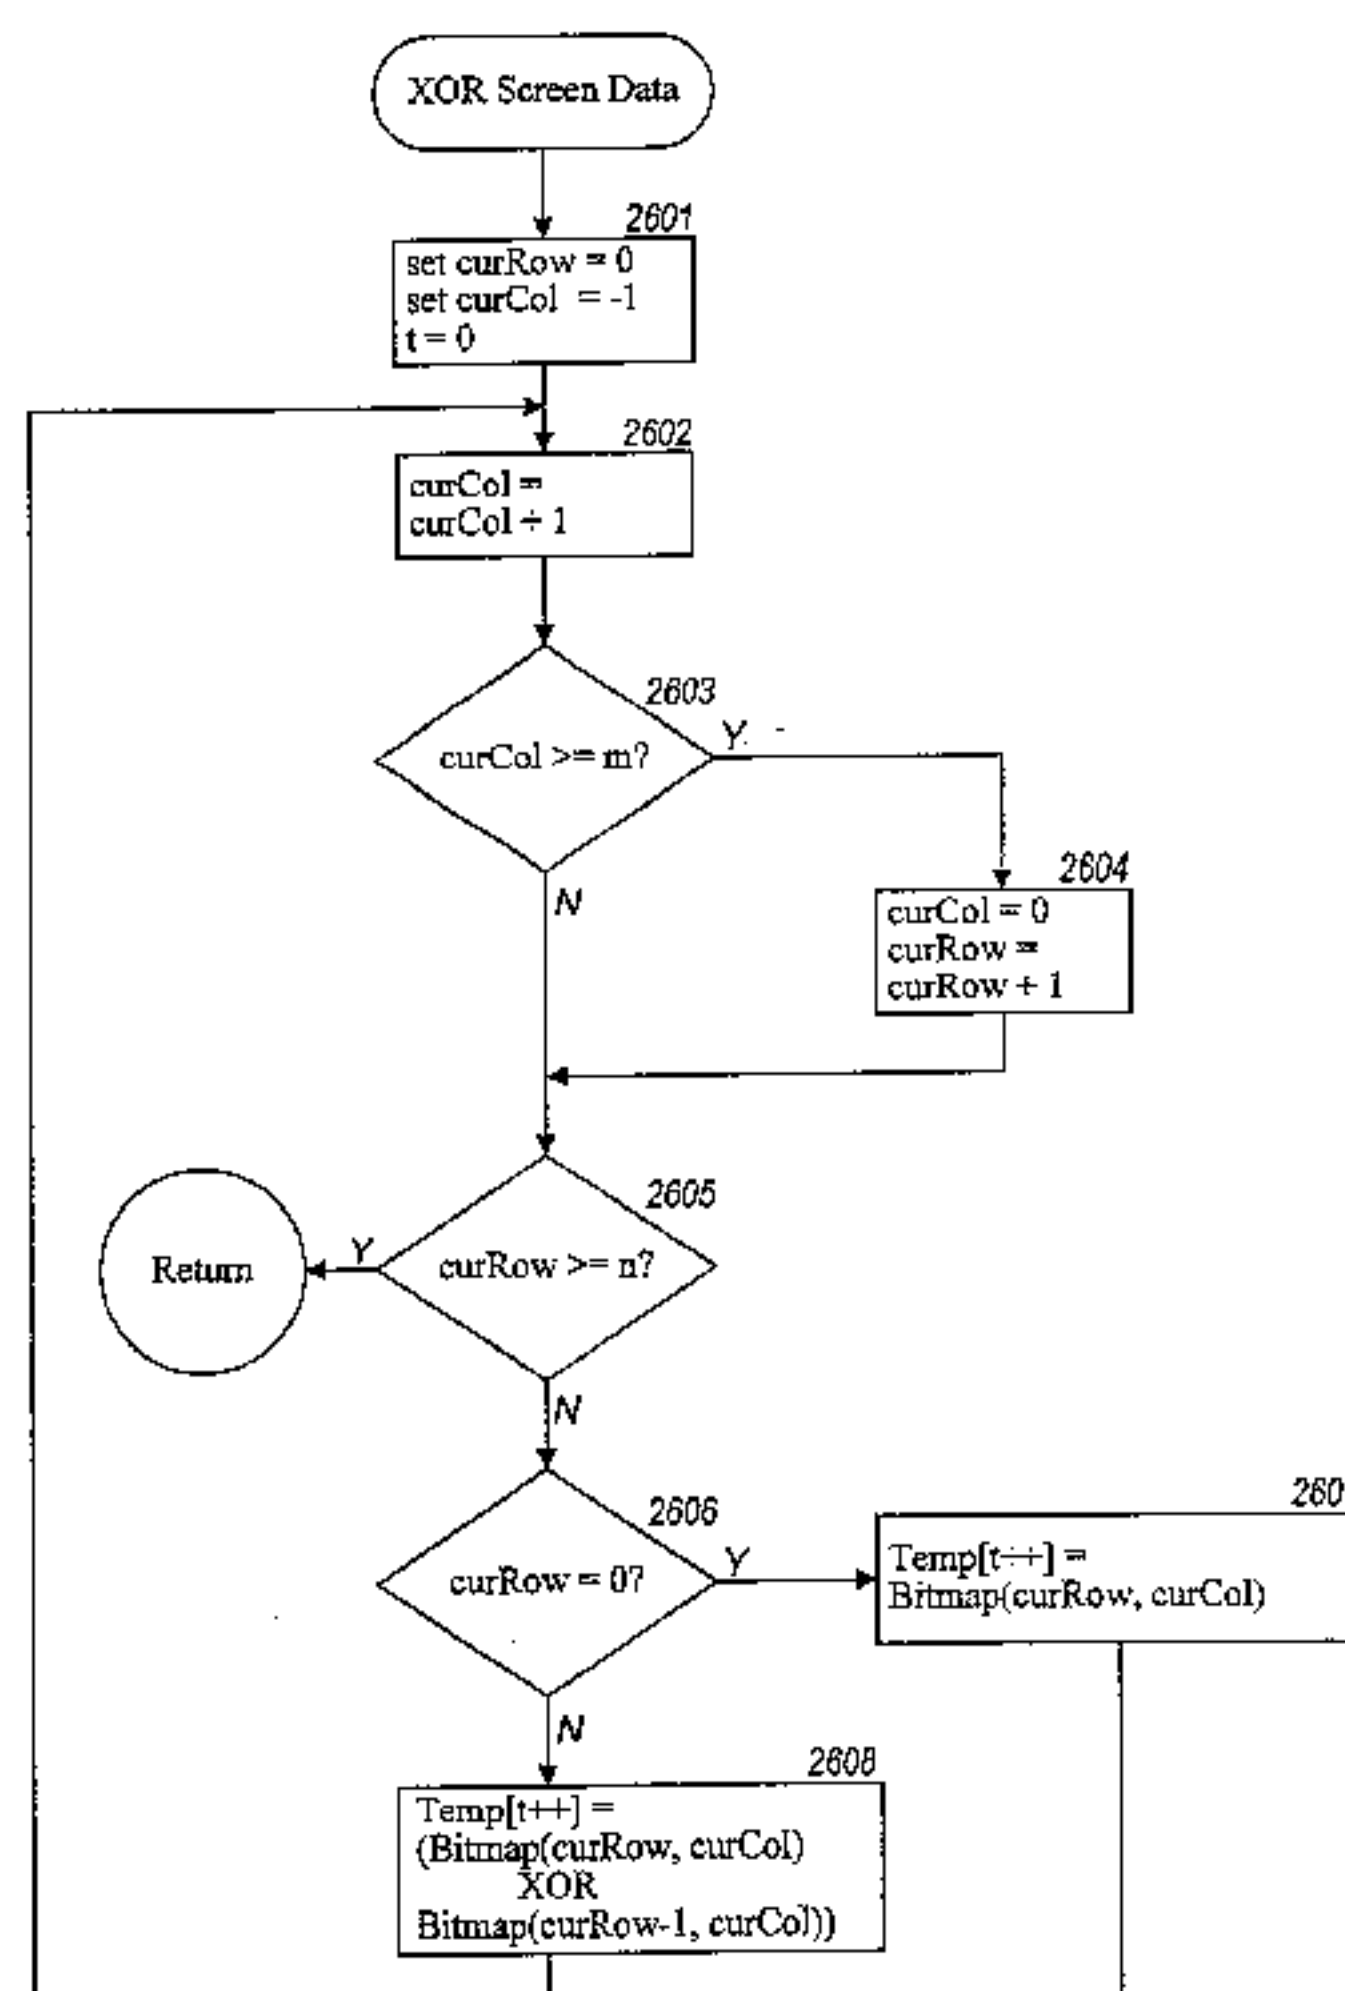 XOR Screen Data
2601
set curRow = 0
set curCol = -1
t = 0
2602
curCol =
curCol + 1
2603
curCol >= m?
Y
N
2604
curCol = 0
curRow =
curRow + 1
2605
curRow >= n?
Y
Return
N
2606
curRow = 0?
Y
N
260
Temp[t++] =
Bitmap(curRow, curCol)
2608
Temp[t++] =
(Bitmap(curRow, curCol)
XOR
Bitmap(curRow-1, curCol))